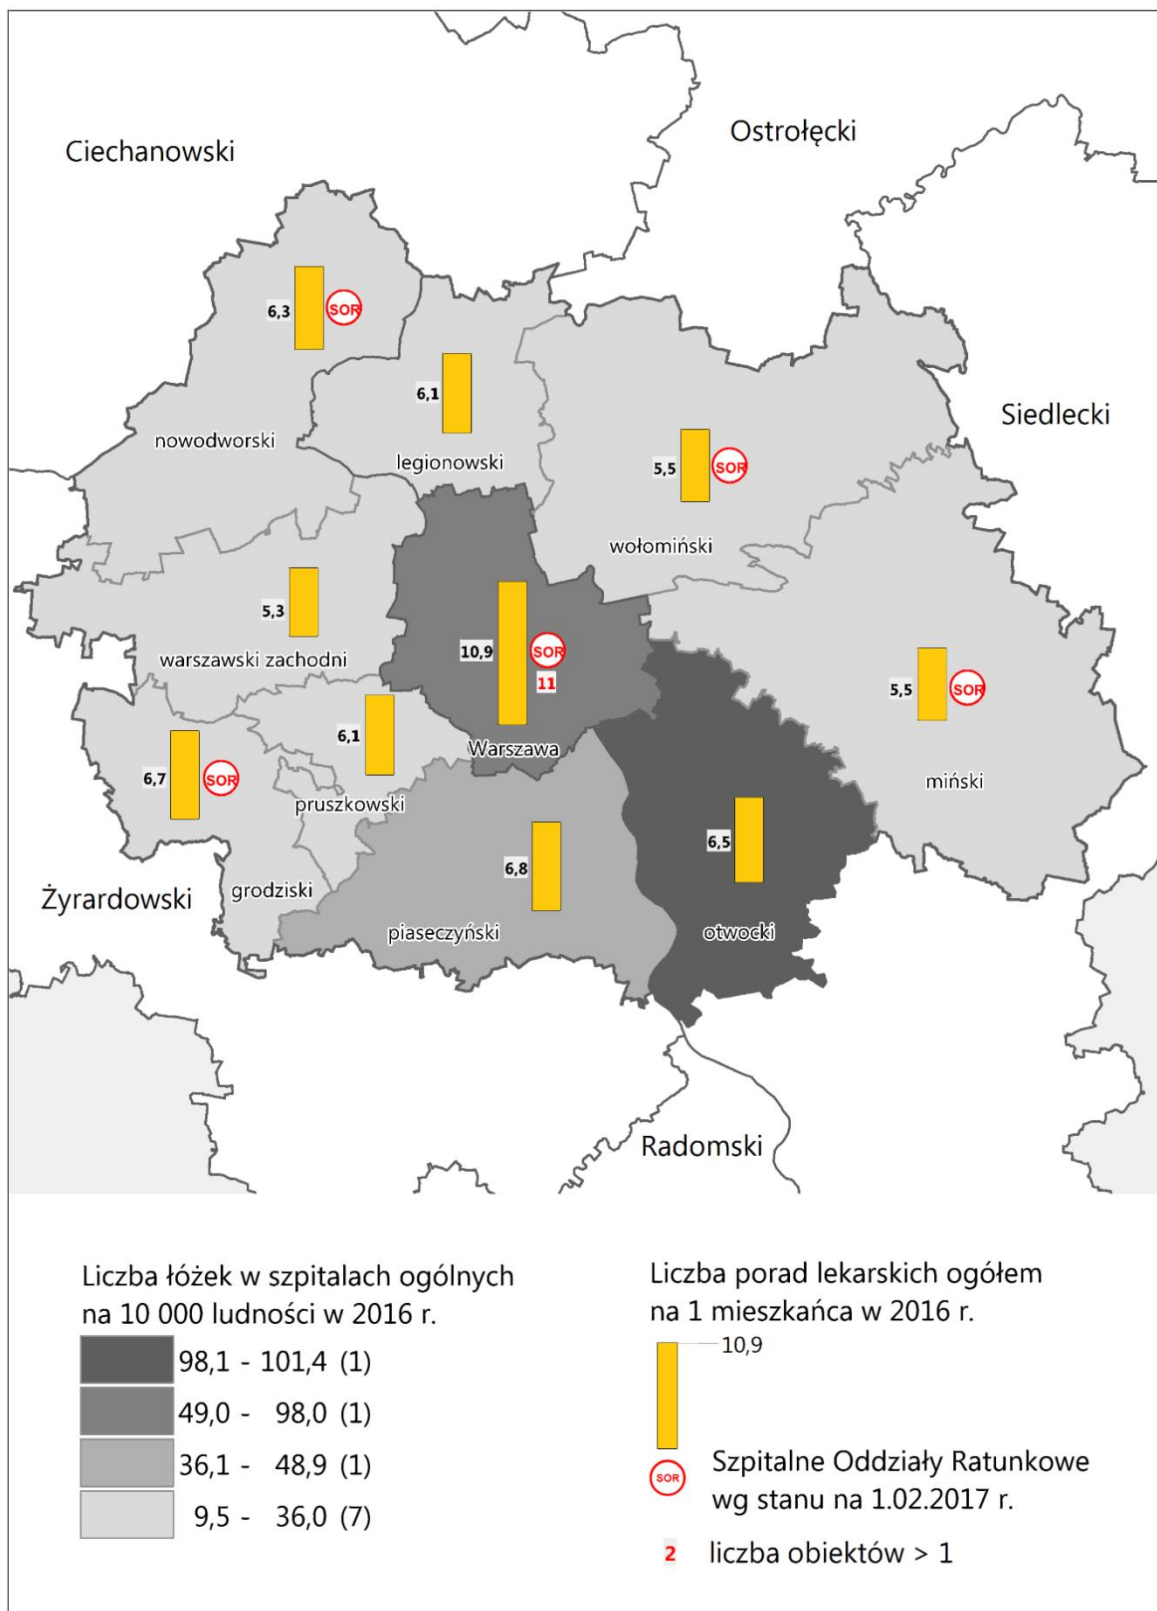 Ciechanowski
Ostrołęcki
6,3
SOR
6,1
Siedlecki
nowodworski
legionowski
5,5
SOR
wołomiński
5,3
warszawski zachodni
10,9
SOR
11
5,5
SOR
6,1
Warszawa
6,7
SOR
pruszkowski
miński
6,5
6,8
Żyrardowski
grodziski
piaseczyński
otwocki
Radomski
Liczba łóżek w szpitalach ogólnych
na 10 000 ludności w 2016 r.
98,1 - 101,4 (1)
49,0 - 98,0 (1)
36,1 - 48,9 (1)
9,5 - 36,0 (7)
Liczba porad lekarskich ogółem
na 1 mieszkańca w 2016 r.
10,9
SOR
Szpitalne Oddziały Ratunkowe
wg stanu na 1.02.2017 r.
2 liczba obiektów > 1